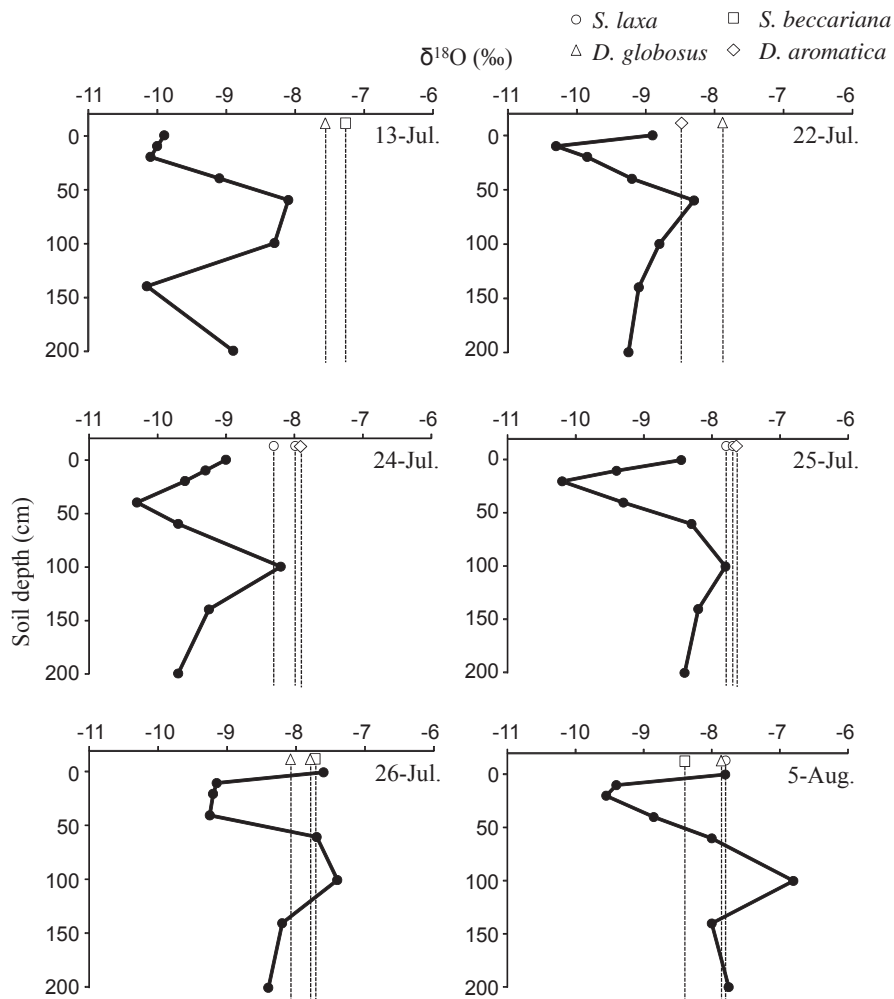 ○ S. laxa □ S. beccariana
δ18O (‰) △ D. globosus ◇ D. aromatica
-11 -10 -9 -8 -7 -6 -11 -10 -9 -8 -7 -6
0 13-Jul. 0 22-Jul.
50 50
100 100
150 150
200 200
-11 -10 -9 -8 -7 -6 -11 -10 -9 -8 -7 -6
0 24-Jul. 0 25-Jul.
50 50
Soil depth (cm)
100 100
150 150
200 200
-11 -10 -9 -8 -7 -6 -11 -10 -9 -8 -7 -6
0 26-Jul. 0 5-Aug.
50 50
100 100
150 150
200 200